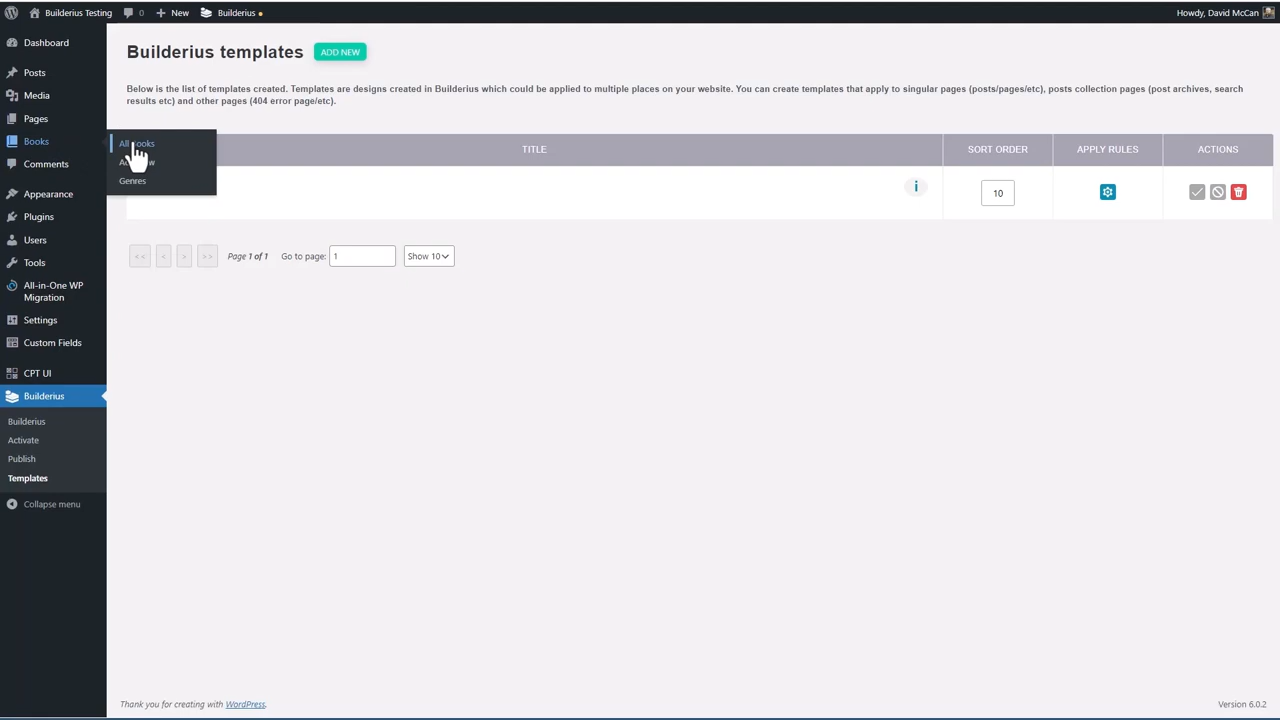 Builderius Testing 0 New Builderius Howdy, David McCan
Dashboard
Posts
Media
Pages
Books
Comments
Appearance
Plugins
Users
Tools
All-in-One WP
Migration
Settings
Custom Fields
CPT UI
Builderius
Builderius
Activate
Publish
Templates
Collapse menu
All Books
Genres
Builderius templates ADD NEW
Below is the list of templates created. Templates are designs created in Builderius which could be applied to multiple places on your website. You can create templates that apply to singular pages (posts/pages/etc), posts collection pages (post archives, search
results etc) and other pages (404 error page/etc).
TITLE SORT ORDER APPLY RULES ACTIONS
i 10
<< < > >> Page 1 of 1 Go to page: 1 Show 10
Thank you for creating with WordPress. Version 6.0.2